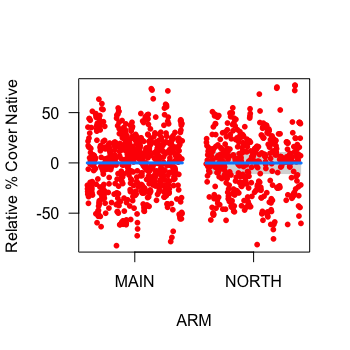 Relative % Cover Native
50
0
-50
MAIN NORTH
ARM